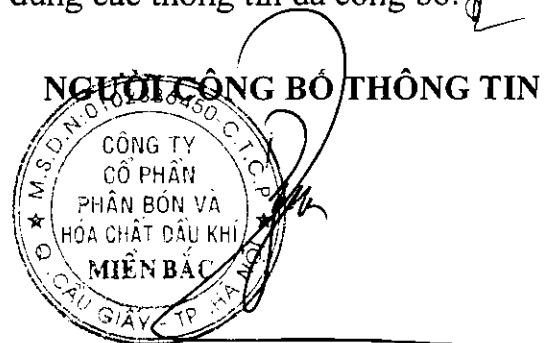 dung các thông tin đã công bố.
NGƯỜI CÔNG BỐ THÔNG TIN
M.S.D.N: C.T.C.P
CÔNG TY
CỔ PHẦN
PHÂN BÓN VÀ
HÓA CHẤT DẦU KHÍ
MIỀN BẮC
Q. CẦU GIẤY - TP. HÀ NỘI